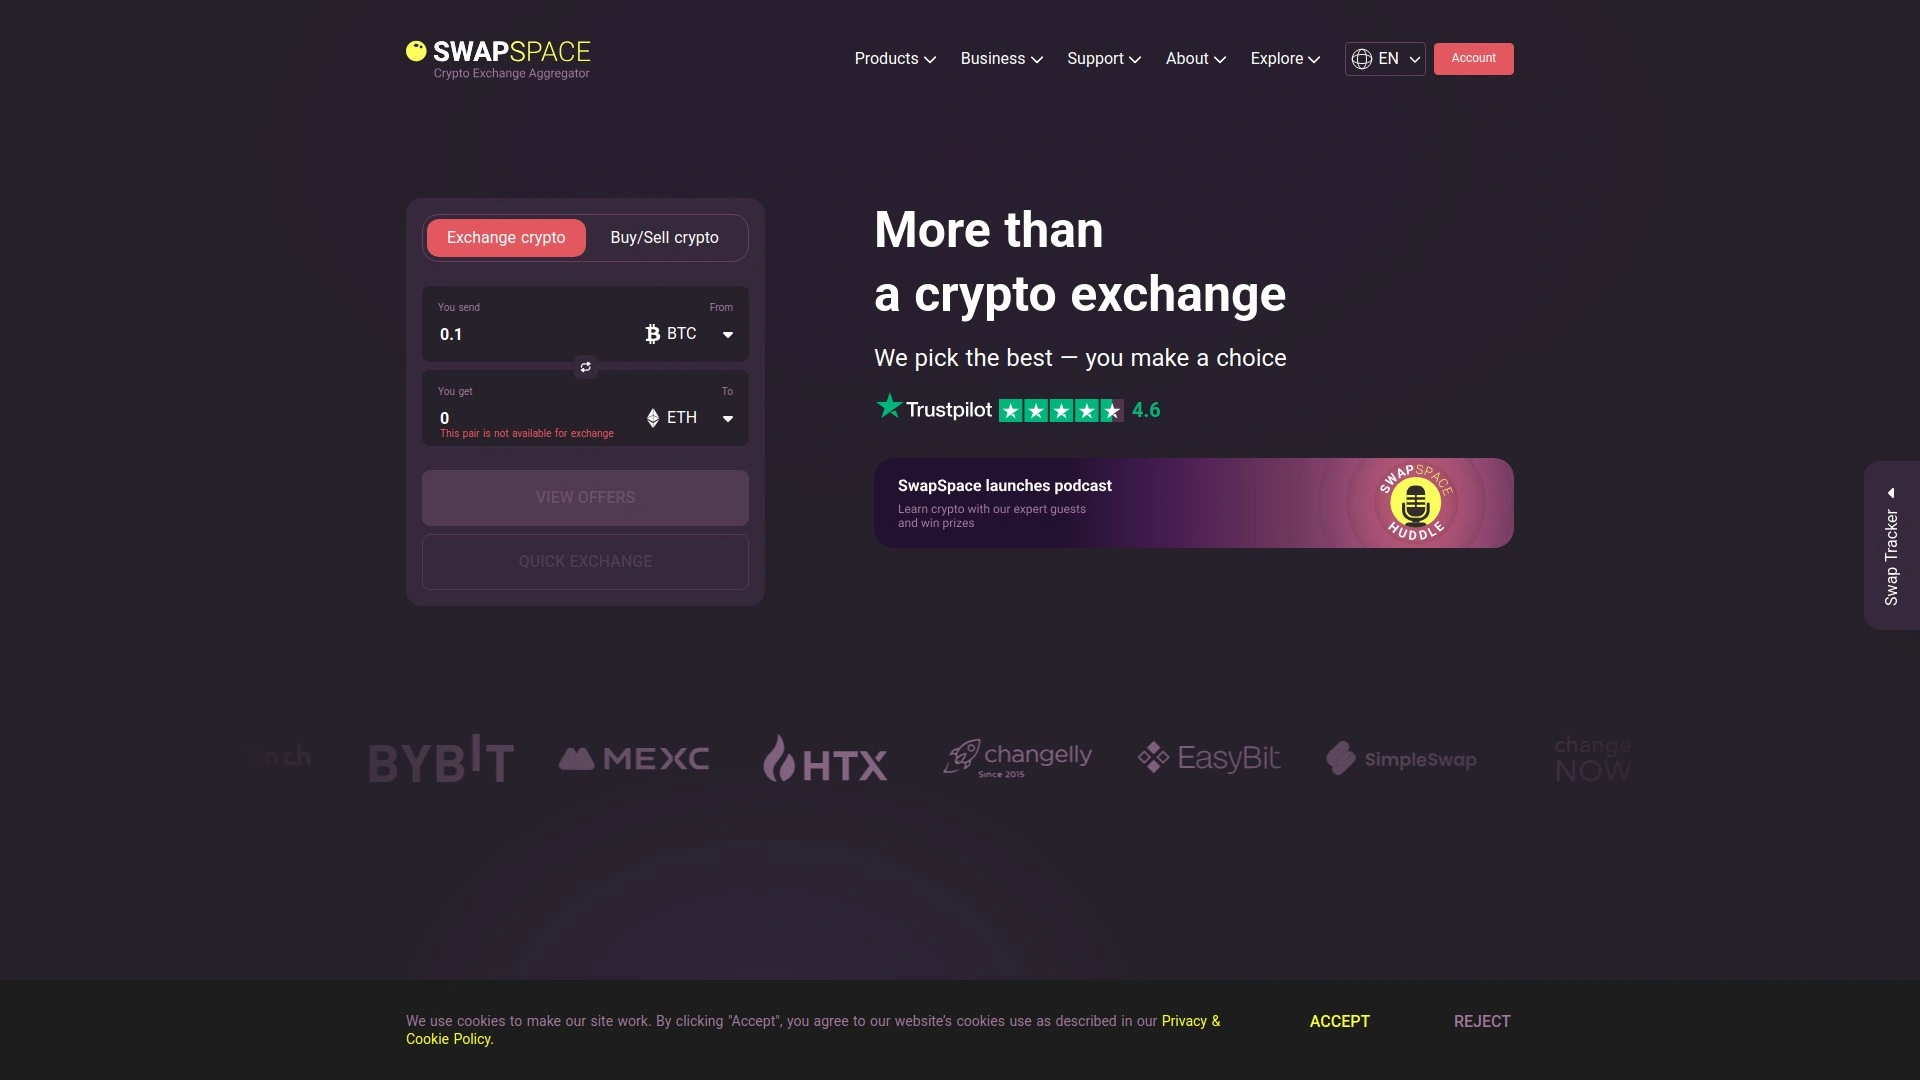 SWAPSPACE
Crypto Exchange Aggregator
Products
Business
Support
About
Explore
EN
Account
Exchange crypto
Buy/Sell crypto
You send
From
0.1
BTC
You get
To
0
ETH
This pair is not available for exchange
VIEW OFFERS
QUICK EXCHANGE
More than
a crypto exchange
We pick the best — you make a choice
Trustpilot
4.6
SwapSpace launches podcast
Learn crypto with our expert guests
and win prizes
SWAPSPACE
HUDDLE
Swap Tracker
BYBIT
MEXC
HTX
changelly
Since 2015
EasyBit
SimpleSwap
change
NOW
We use cookies to make our site work. By clicking "Accept", you agree to our website's cookies use as described in our Privacy &
Cookie Policy.
ACCEPT
REJECT